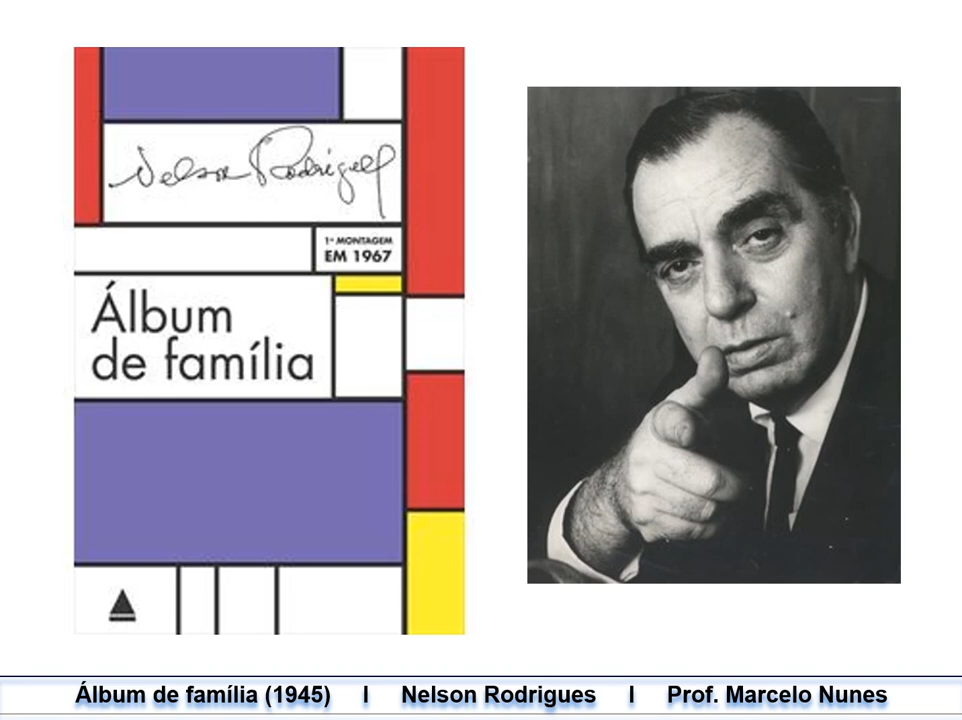 Nelson Rodrigues
1ª MONTAGEM
EM 1967
Álbum
de família
Álbum de família (1945) I Nelson Rodrigues I Prof. Marcelo Nunes